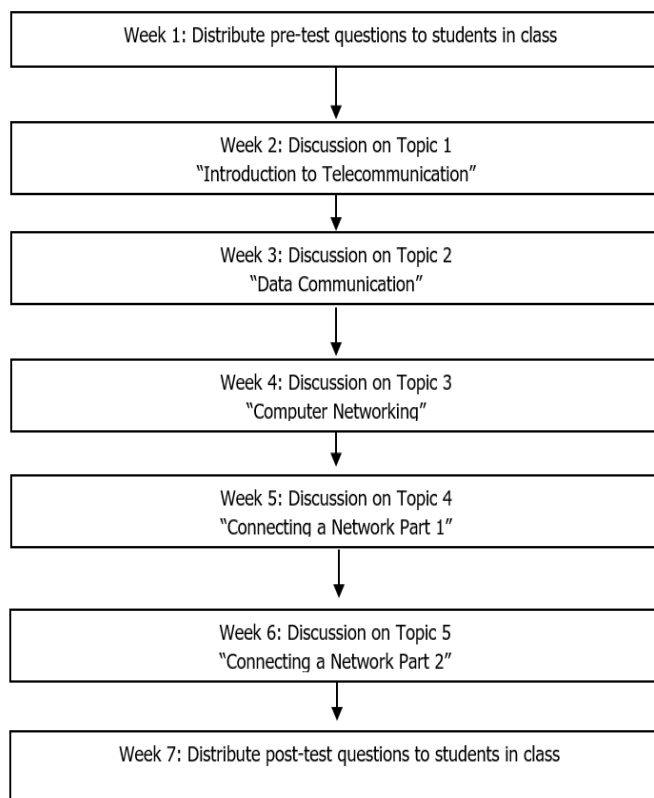 Week 1: Distribute pre-test questions to students in class
Week 2: Discussion on Topic 1
“Introduction to Telecommunication”
Week 3: Discussion on Topic 2
“Data Communication”
Week 4: Discussion on Topic 3
“Computer Networking”
Week 5: Discussion on Topic 4
“Connecting a Network Part 1”
Week 6: Discussion on Topic 5
“Connecting a Network Part 2”
Week 7: Distribute post-test questions to students in class